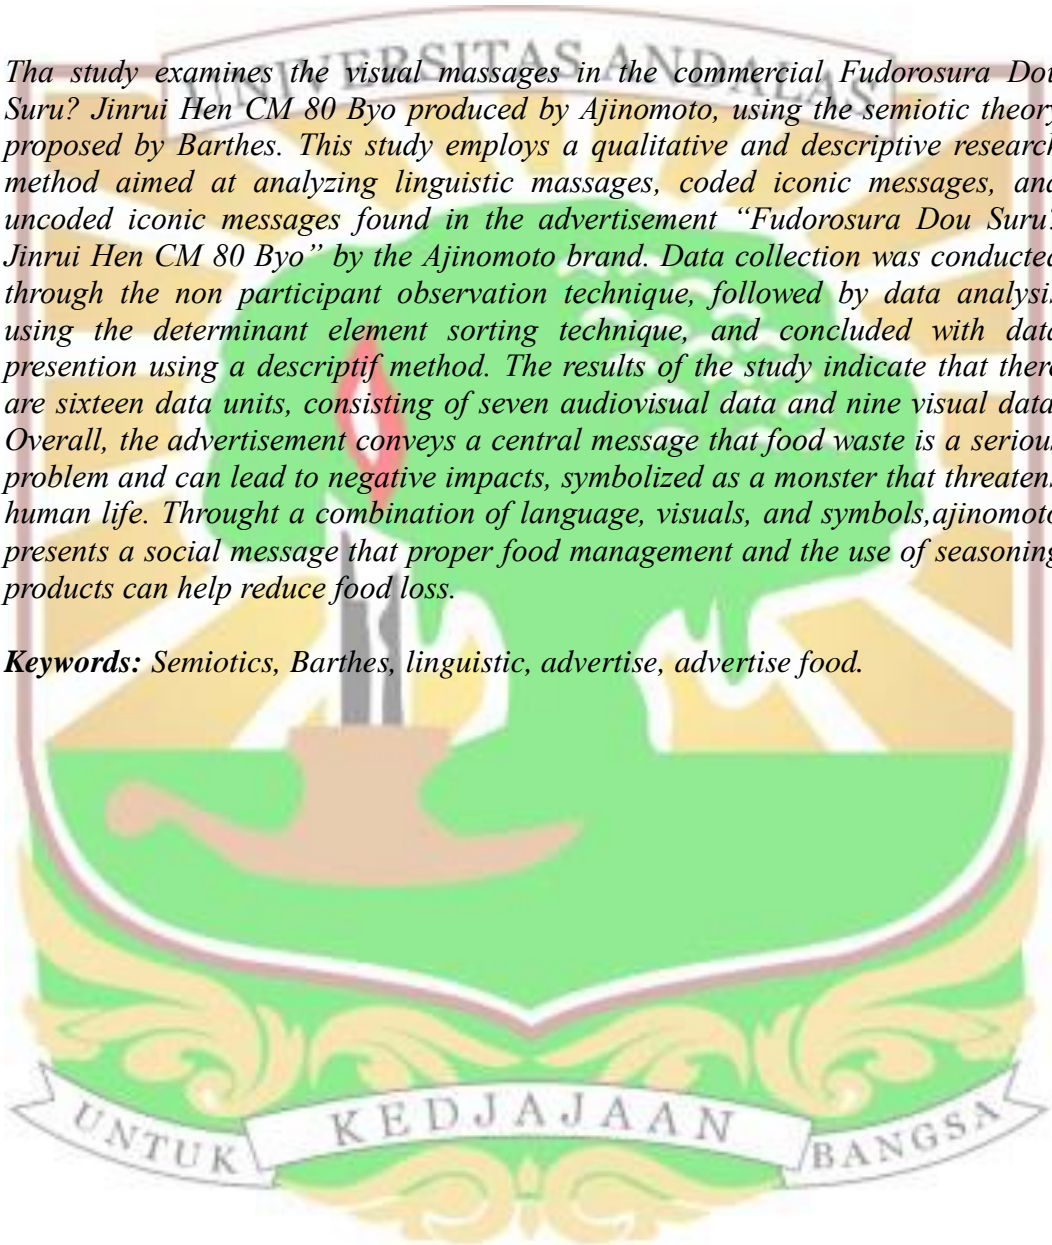 UNIVERSITAS ANDALAS
Tha study examines the visual massages in the commercial Fudorosura Dou
Suru? Jinrui Hen CM 80 Byo produced by Ajinomoto, using the semiotic theory
proposed by Barthes. This study employs a qualitative and descriptive research
method aimed at analyzing linguistic massages, coded iconic messages, and
uncoded iconic messages found in the advertisement “Fudorosura Dou Suru?
Jinrui Hen CM 80 Byo” by the Ajinomoto brand. Data collection was conducted
through the non participant observation technique, followed by data analysis
using the determinant element sorting technique, and concluded with data
presention using a descriptif method. The results of the study indicate that there
are sixteen data units, consisting of seven audiovisual data and nine visual data
Overall, the advertisement conveys a central message that food waste is a serious
problem and can lead to negative impacts, symbolized as a monster that threatens
human life. Throught a combination of language, visuals, and symbols,ajinomoto
presents a social message that proper food management and the use of seasoning
products can help reduce food loss.
Keywords: Semiotics, Barthes, linguistic, advertise, advertise food.
UNTUK KEDJAJAAN BANGSA